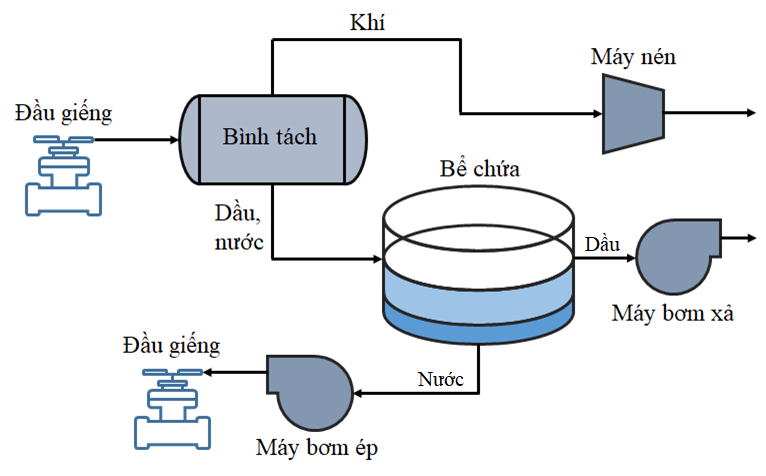 Khí
Máy nén
Đầu giếng
Bình tách
Bể chứa
Dầu,
nước
Dầu
Máy bơm xả
Đầu giếng
Nước
Máy bơm ép